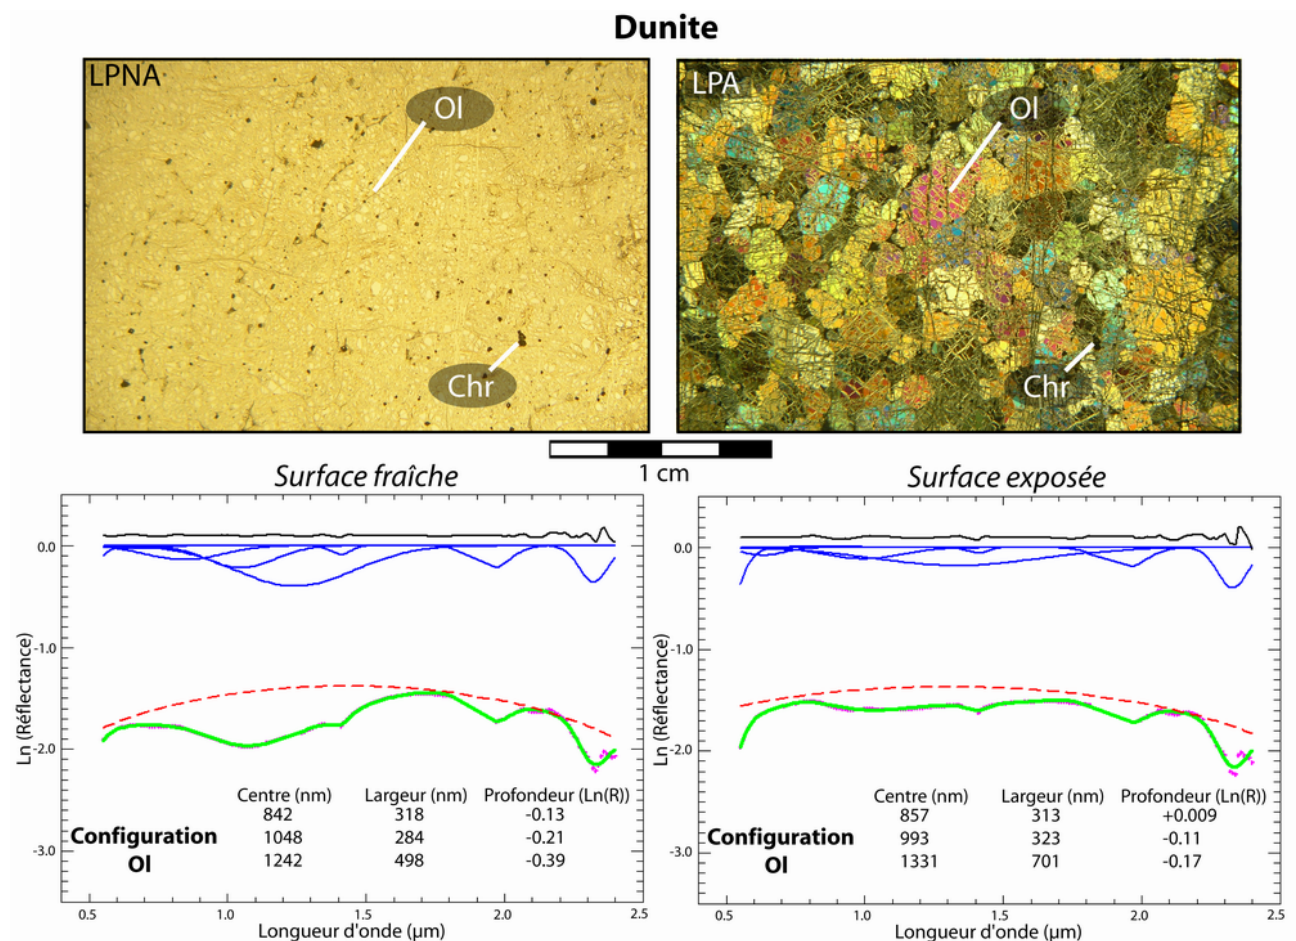 Dunite
LPNA
Ol
Chr
LPA
Ol
Chr
1 cm
Surface fraîche
Surface exposée
Ln (Réflectance)
0.0
-1.0
-2.0
-3.0
Centre (nm) Largeur (nm) Profondeur (Ln(R))
842 318 -0.13
Configuration 1048 284 -0.21
Ol 1242 498 -0.39
0.5 1.0 1.5 2.0 2.5
Longueur d'onde (µm)
Ln (Réflectance)
0.0
-1.0
-2.0
-3.0
Centre (nm) Largeur (nm) Profondeur (Ln(R))
857 313 +0.009
Configuration 993 323 -0.11
Ol 1331 701 -0.17
0.5 1.0 1.5 2.0 2.5
Longueur d'onde (µm)